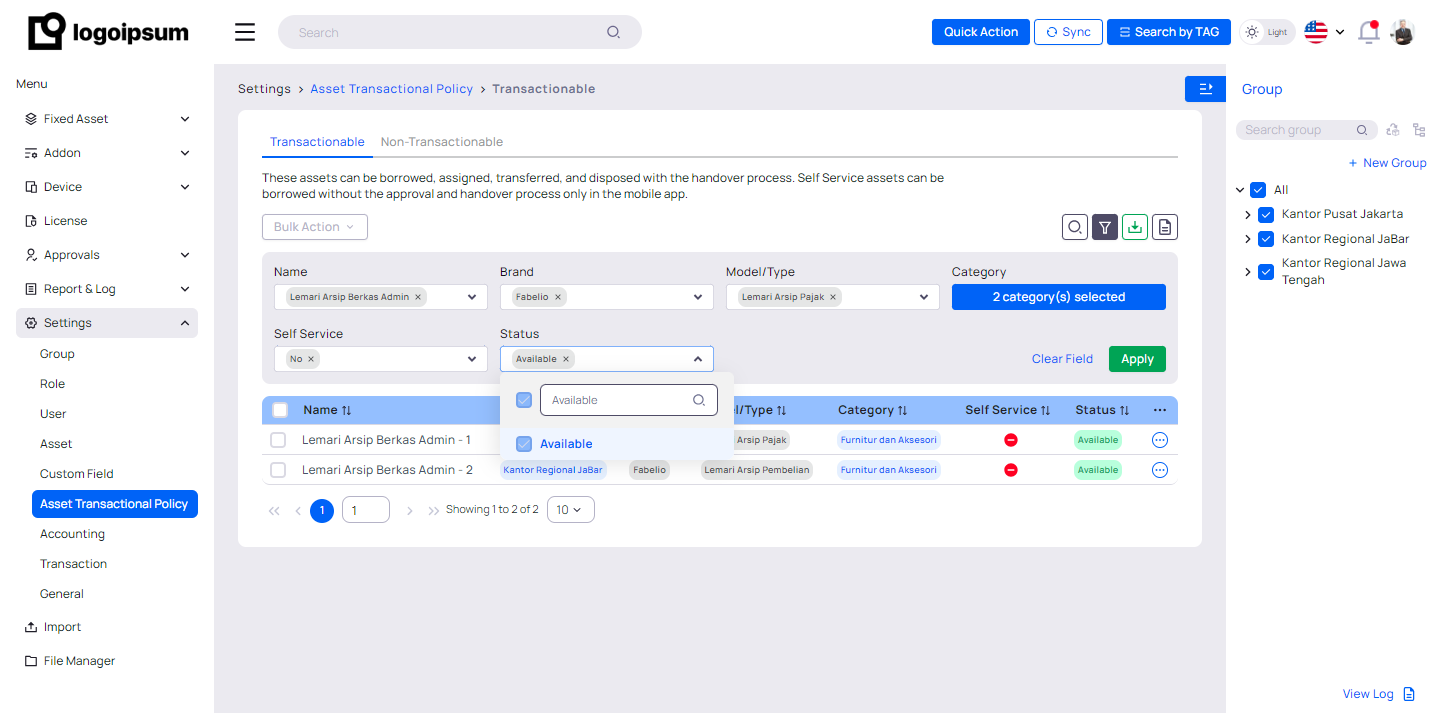 logoipsum
Search
Quick Action
Sync
Search by TAG
Light
Menu
Fixed Asset
Addon
Device
License
Approvals
Report & Log
Settings
Group
Role
User
Asset
Custom Field
Asset Transactional Policy
Accounting
Transaction
General
Import
File Manager
Settings > Asset Transactional Policy > Transactionable
Transactionable Non-Transactionable
These assets can be borrowed, assigned, transferred, and disposed with the handover process. Self Service assets can be
borrowed without the approval and handover process only in the mobile app.
Bulk Action
Name Brand Model/Type Category
Lemari Arsip Berkas Admin × Fabelio × Lemari Arsip Pajak × 2 category(s) selected
Self Service Status
No × Available × Clear Field Apply
Available
Available
Name el/Type Category Self Service Status ...
Lemari Arsip Berkas Admin - 1 Arsip Pajak Furnitur dan Aksesori Available
Lemari Arsip Berkas Admin - 2 Kantor Regional JaBar Fabelio Lemari Arsip Pembelian Furnitur dan Aksesori Available
<< < 1 1 > >> Showing 1 to 2 of 2 10
Group
Search group
+ New Group
All
Kantor Pusat Jakarta
Kantor Regional JaBar
Kantor Regional Jawa
Tengah
View Log